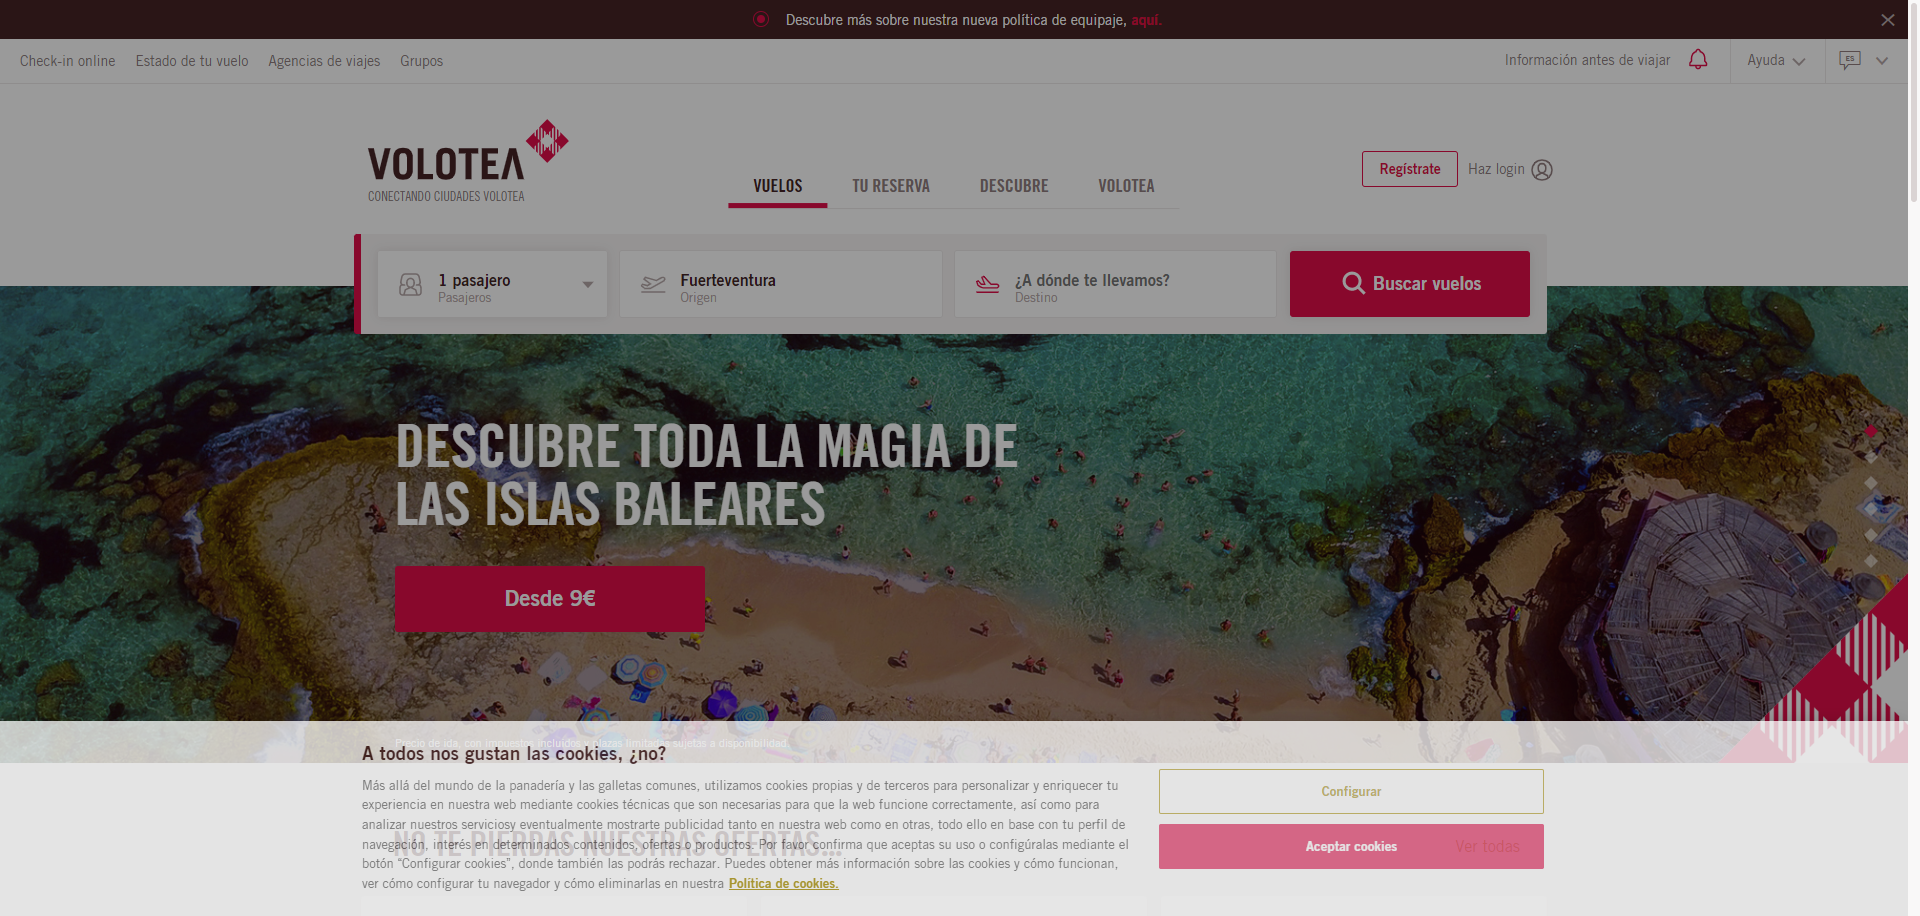 Descubre más sobre nuestra nueva política de equipaje, aquí.
Check-in online Estado de tu vuelo Agencias de viajes Grupos
Información antes de viajar Ayuda ES
VOLOTEA
CONECTANDO CIUDADES VOLOTEA
VUELOS TU RESERVA DESCUBRE VOLOTEA
Regístrate Haz login
1 pasajero
Pasajeros
Fuerteventura
Origen
¿A dónde te llevamos?
Destino
Buscar vuelos
DESCUBRE TODA LA MAGIA DE
LAS ISLAS BALEARES
Desde 9€
Precio de ida, con impuestos incluidos, plazas limitadas sujetas a disponibilidad.
A todos nos gustan las cookies, ¿no?
Más allá del mundo de la panadería y las galletas comunes, utilizamos cookies propias y de terceros para personalizar y enriquecer tu
experiencia en nuestra web mediante cookies técnicas que son necesarias para que la web funcione correctamente, así como para
analizar nuestros serviciosy eventualmente mostrarte publicidad tanto en nuestra web como en otras, todo ello en base con tu perfil de
navegación, interés en determinados contenidos, ofertas o productos. Por favor confirma que aceptas su uso o configúralas mediante el
botón “Configurar cookies”, donde también las podrás rechazar. Puedes obtener más información sobre las cookies y cómo funcionan,
ver cómo configurar tu navegador y cómo eliminarlas en nuestra Política de cookies.
Configurar
Aceptar cookies
NO TE PIERDAS NUESTRAS OFERTAS...
Ver todas